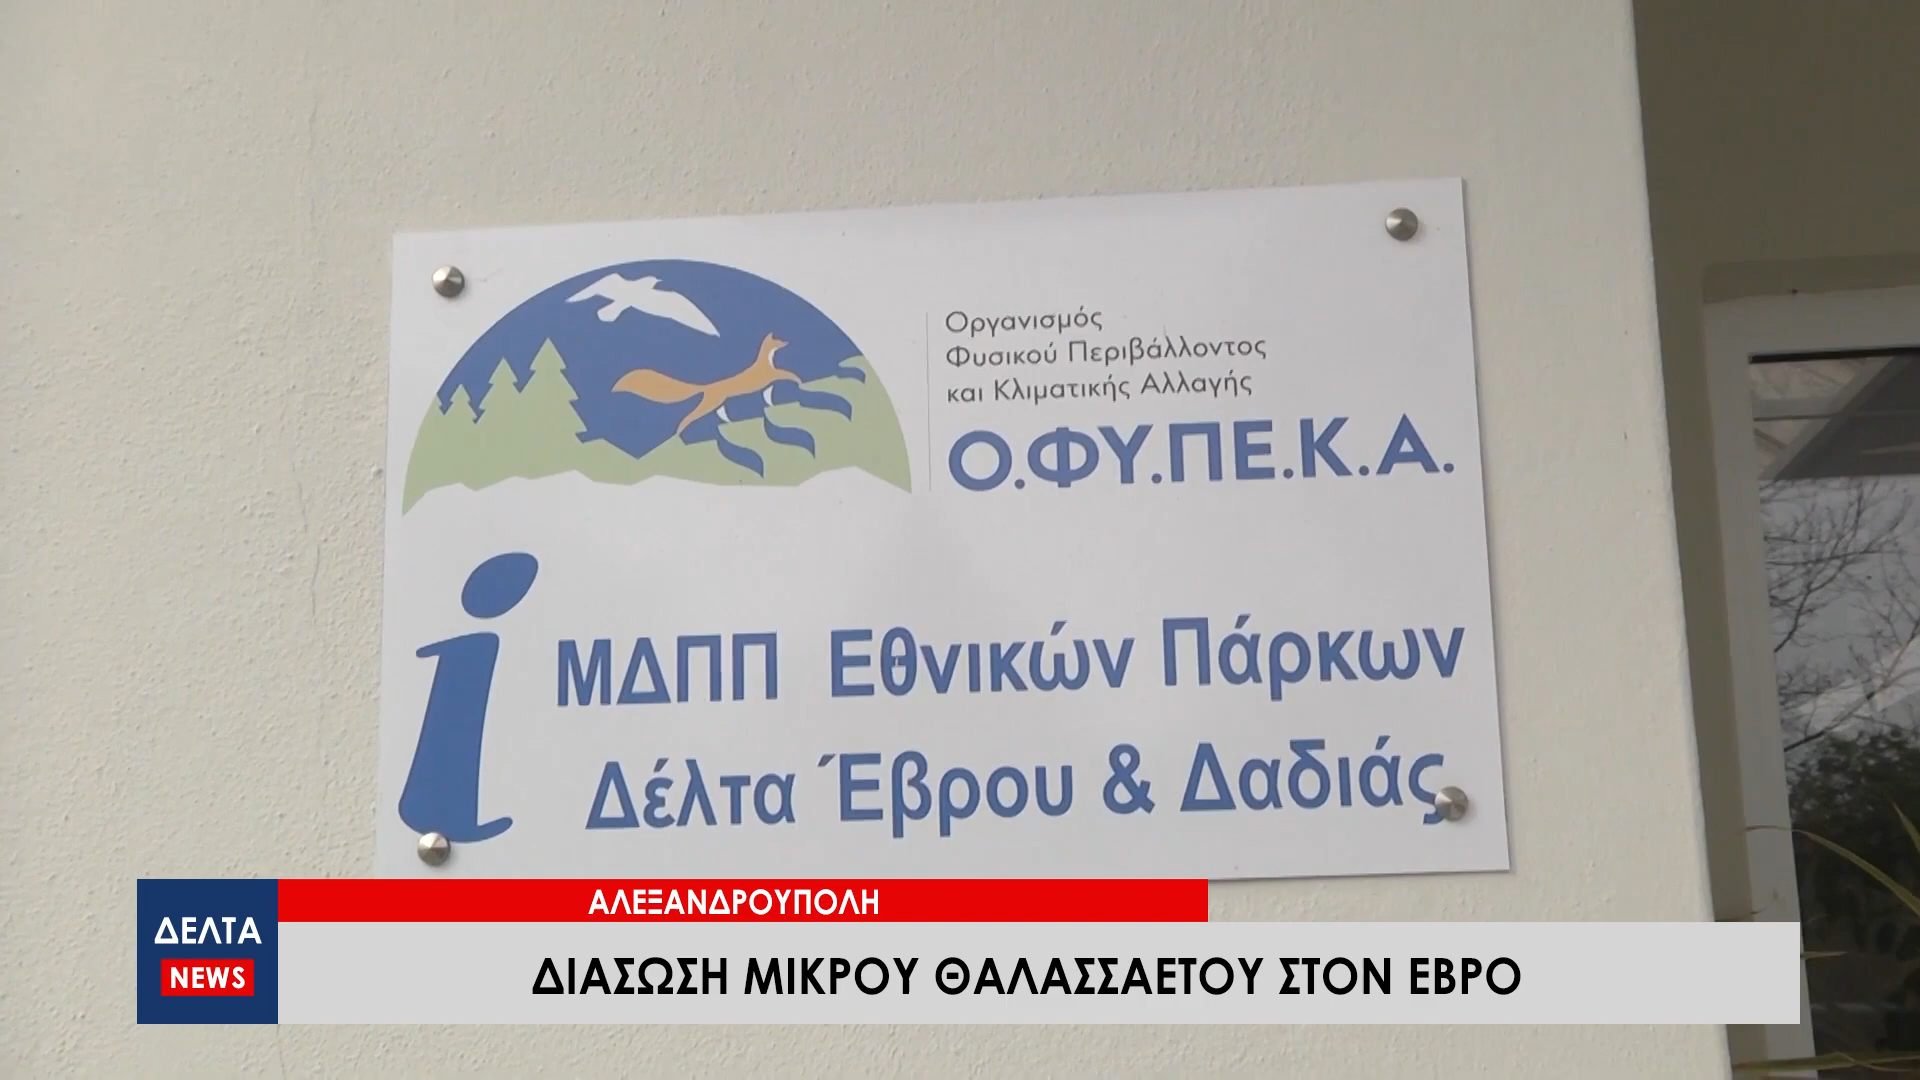 Οργανισμός
Φυσικού Περιβάλλοντος
και Κλιματικής Αλλαγής
Ο.ΦΥ.ΠΕ.Κ.Α.
i ΜΔΠΠ Εθνικών Πάρκων
Δέλτα Έβρου & Δαδιάς
ΑΛΕΞΑΝΔΡΟΥΠΟΛΗ
ΔΕΛΤΑ
NEWS
ΔΙΑΣΩΣΗ ΜΙΚΡΟΥ ΘΑΛΑΣΣΑΕΤΟΥ ΣΤΟΝ ΕΒΡΟ